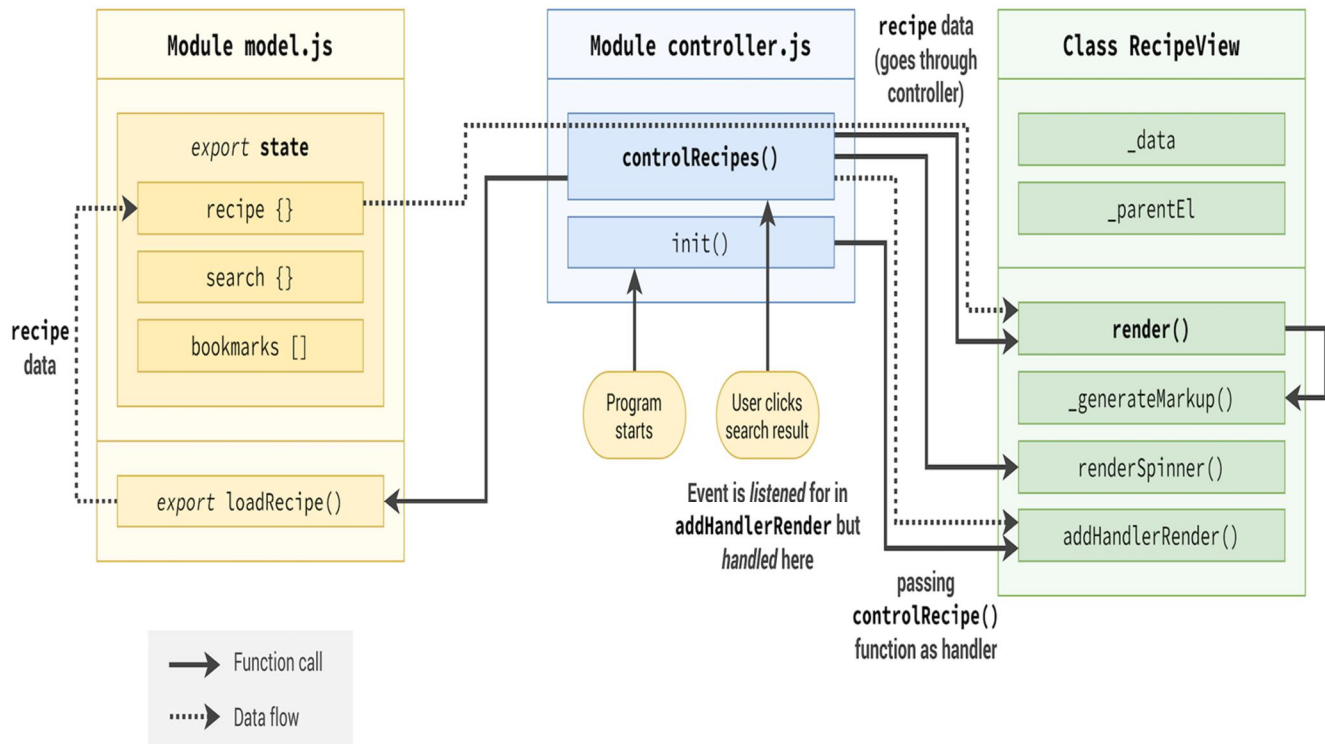 Module model.js
export state
recipe {}
search {}
bookmarks []
recipe
data
export loadRecipe()
Module controller.js
controlRecipes()
init()
Program
starts
User clicks
search result
Event is listened for in
addHandlerRender but
handled here
recipe data
(goes through
controller)
passing
controlRecipe()
function as handler
Class RecipeView
_data
_parentEl
render()
_generateMarkup()
renderSpinner()
addHandlerRender()
Function call
Data flow